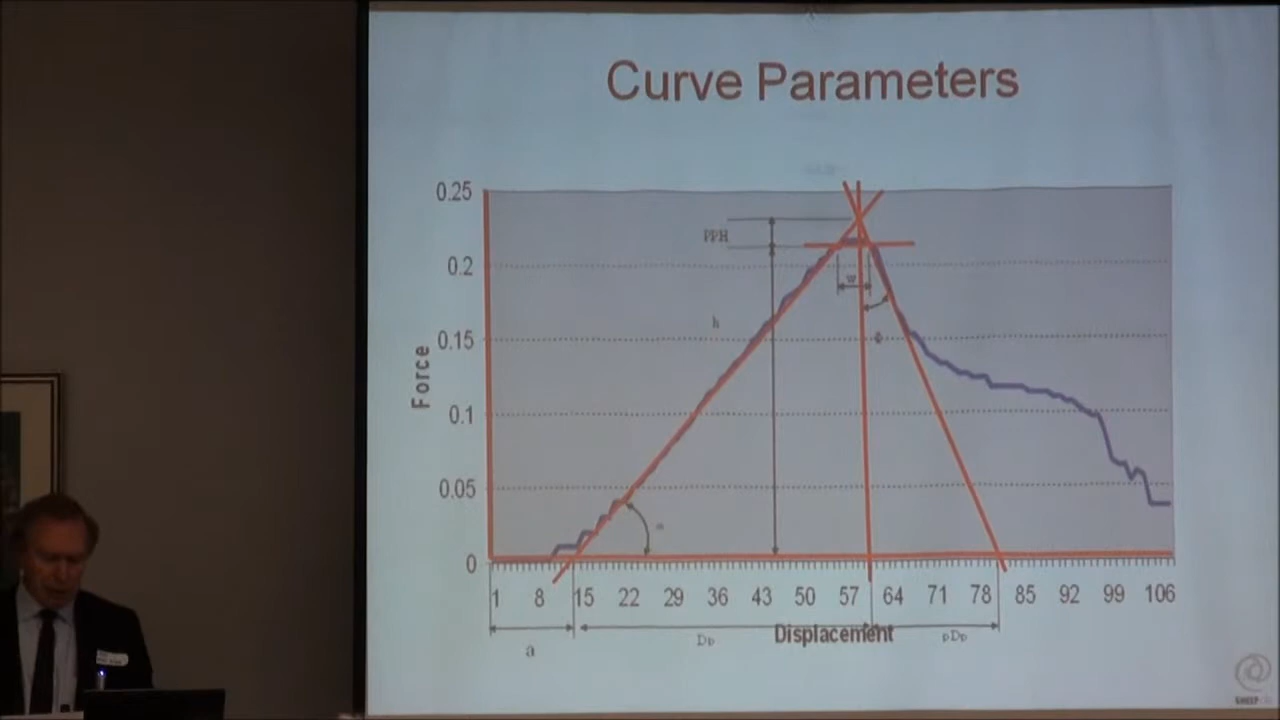 Curve Parameters
0.25
PPH
0.2
w
h
0.15
Force
0.1
0.05
0
1 8 15 22 29 36 43 50 57 64 71 78 85 92 99 106
Dp Displacement pDp
a